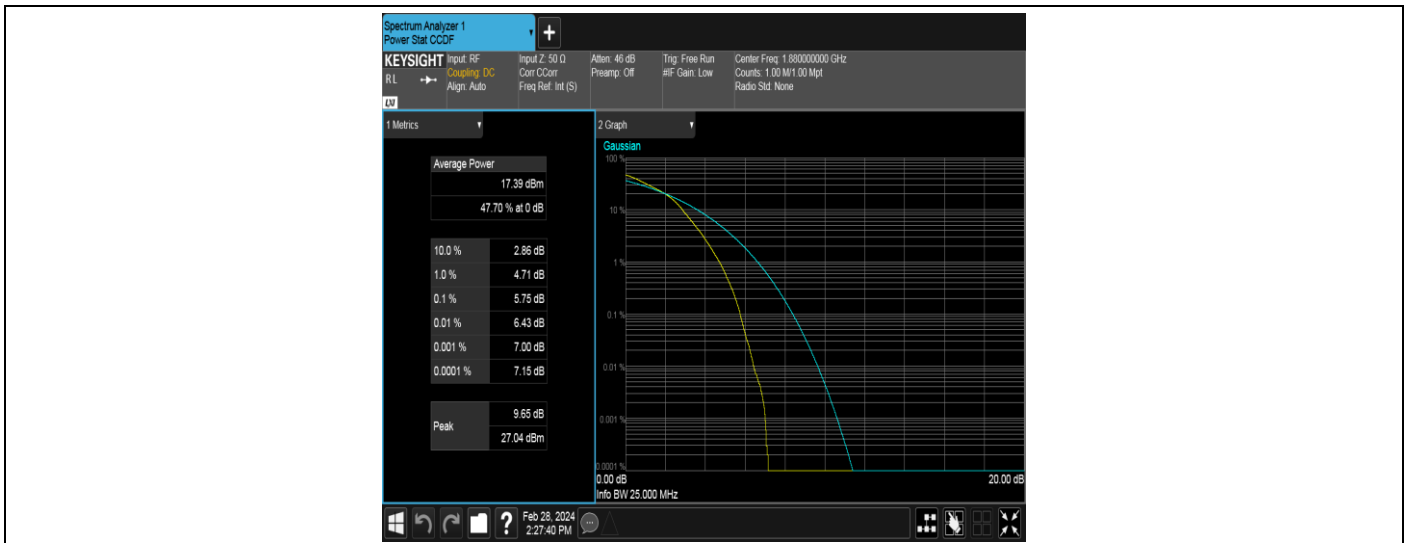 Spectrum Analyzer 1
Power Stat CCDF
+
KEYSIGHT
RL
LXI
Input: RF
Coupling: DC
Align: Auto
Input Z: 50 Ω
Corr CCorr
Freq Ref: Int (S)
Atten: 46 dB
Preamp: Off
Trig: Free Run
#IF Gain: Low
Center Freq: 1.880000000 GHz
Counts: 1.00 M/1.00 Mpt
Radio Std: None
1 Metrics
Average Power
17.39 dBm
47.70 % at 0 dB
10.0 % 2.86 dB
1.0 % 4.71 dB
0.1 % 5.75 dB
0.01 % 6.43 dB
0.001 % 7.00 dB
0.0001 % 7.15 dB
Peak
9.65 dB
27.04 dBm
2 Graph
Gaussian
100 %
10 %
1 %
0.1 %
0.01 %
0.001 %
0.0001 %
0.00 dB 20.00 dB
Info BW 25.000 MHz
?
Feb 28, 2024
2:27:40 PM